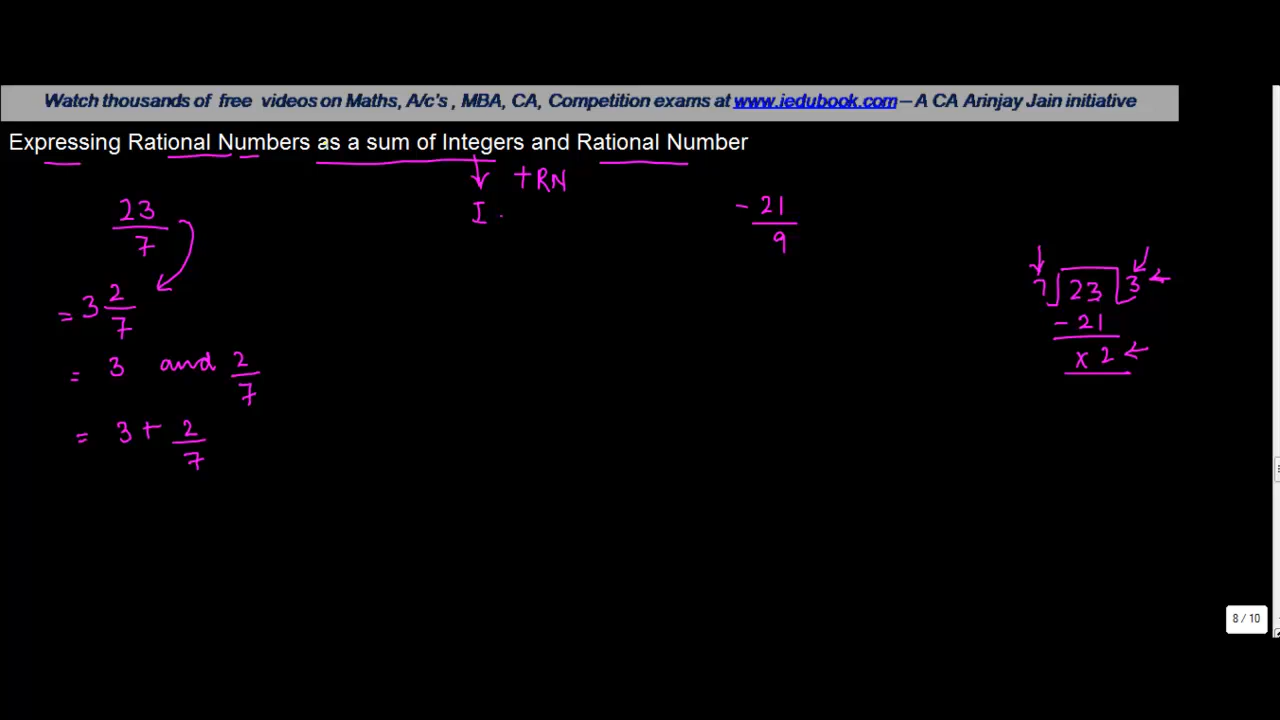 Watch thousands of free videos on Maths, A/c's , MBA, CA, Competition exams at www.iedubook.com – A CA Arinjay Jain initiative
Expressing Rational Numbers as a sum of Integers and Rational Number
+RN
I .
23
7
= 3 2
7
= 3 and 2
7
= 3 + 2
7
- 21
9
7 23 3
- 21
x 2
8 / 10